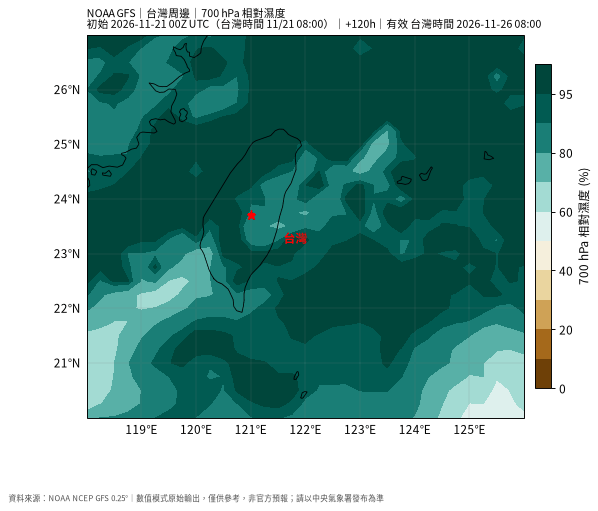 NOAA GFS｜台灣周邊｜700 hPa 相對濕度
初始 2026-11-21 00Z UTC（台灣時間 11/21 08:00）｜+120h｜有效 台灣時間 2026-11-26 08:00
26°N
25°N
24°N
23°N
22°N
21°N
119°E
120°E
121°E
122°E
123°E
124°E
125°E
台灣
95
80
60
40
20
0
700 hPa 相對濕度 (%)
資料來源：NOAA NCEP GFS 0.25°｜數值模式原始輸出，僅供參考，非官方預報；請以中央氣象署發布為準